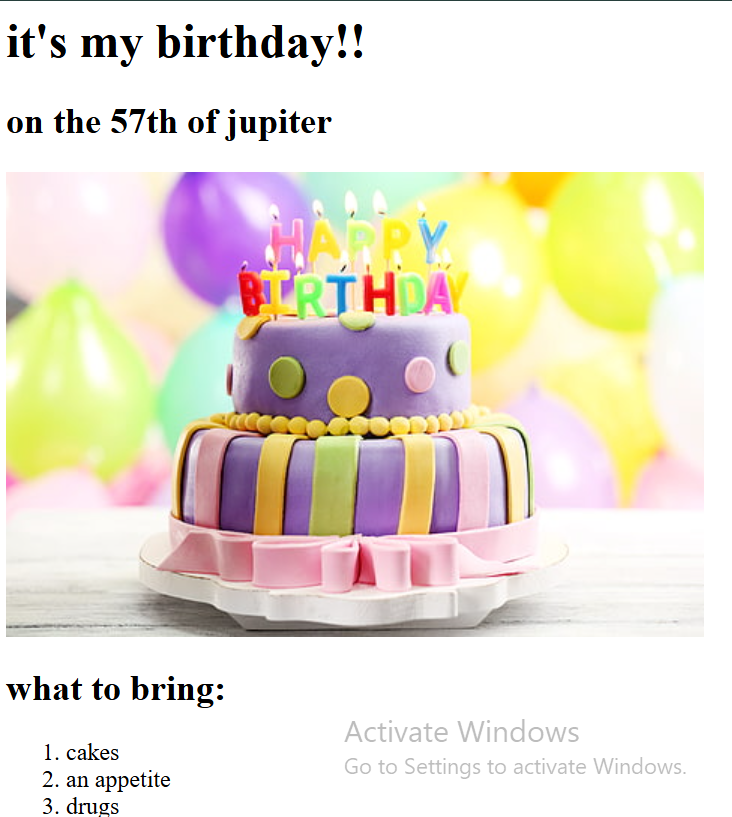 it's my birthday!!
on the 57th of jupiter
HAPPY
BIRTHDAY
what to bring:
1. cakes
2. an appetite
3. drugs
Activate Windows
Go to Settings to activate Windows.